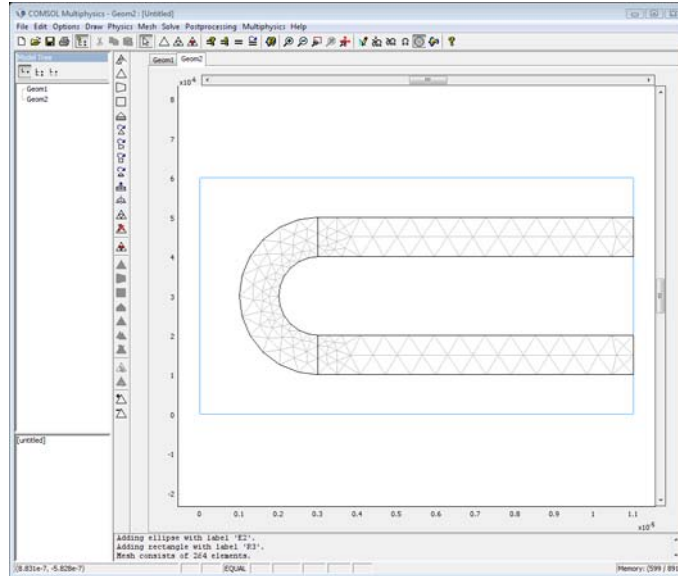 COMSOL Multiphysics - Geom2 : [Untitled]
File Edit Options Draw Physics Mesh Solve Postprocessing Multiphysics Help
Model Tree
Geom1 Geom2
Geom1
Geom2
8
7
6
5
4
3
2
1
0
-1
-2
0 0.1 0.2 0.3 0.4 0.5 0.6 0.7 0.8 0.9 1 1.1
[untitled]
Adding ellipse with label 'E2'.
Adding rectangle with label 'R3'.
Mesh consists of 264 elements.
(8.831e-7, -5.828e-7) EQUAL Memory: (599 / 891